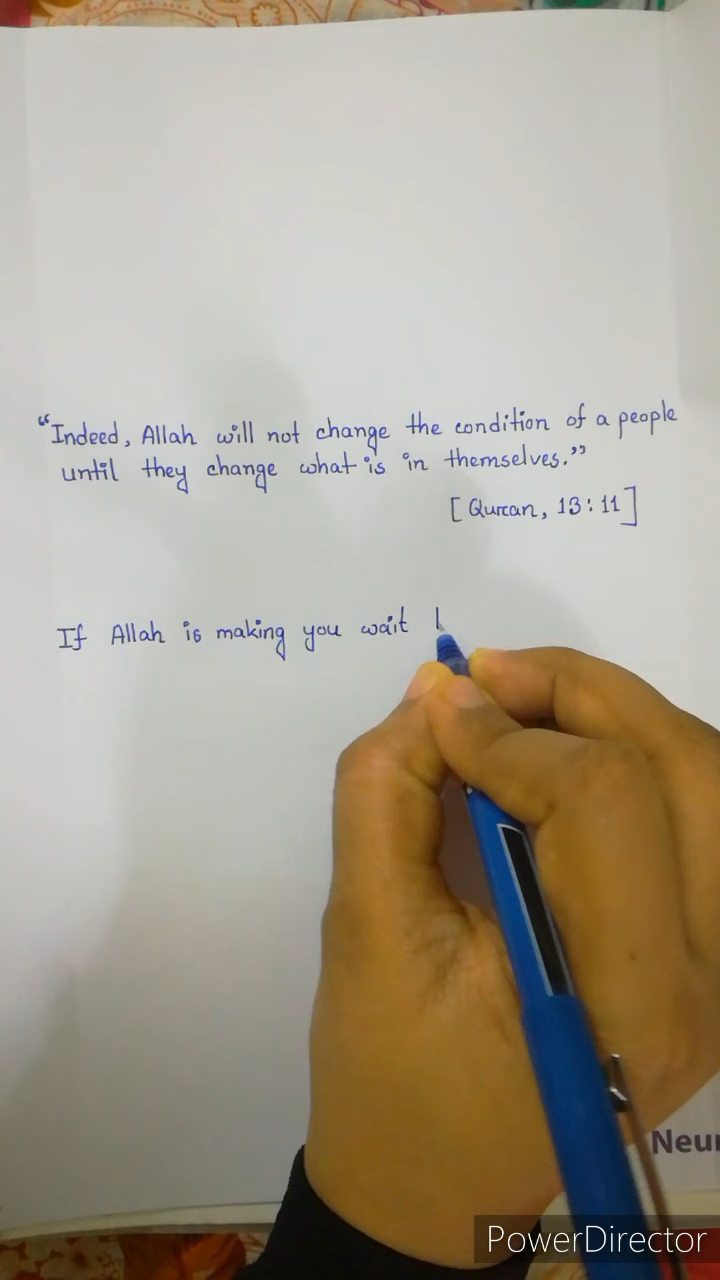 “Indeed, Allah will not change the condition of a people
until they change what is in themselves.”
[Quran, 13:11]
If Allah is making you wait
Neu
PowerDirector